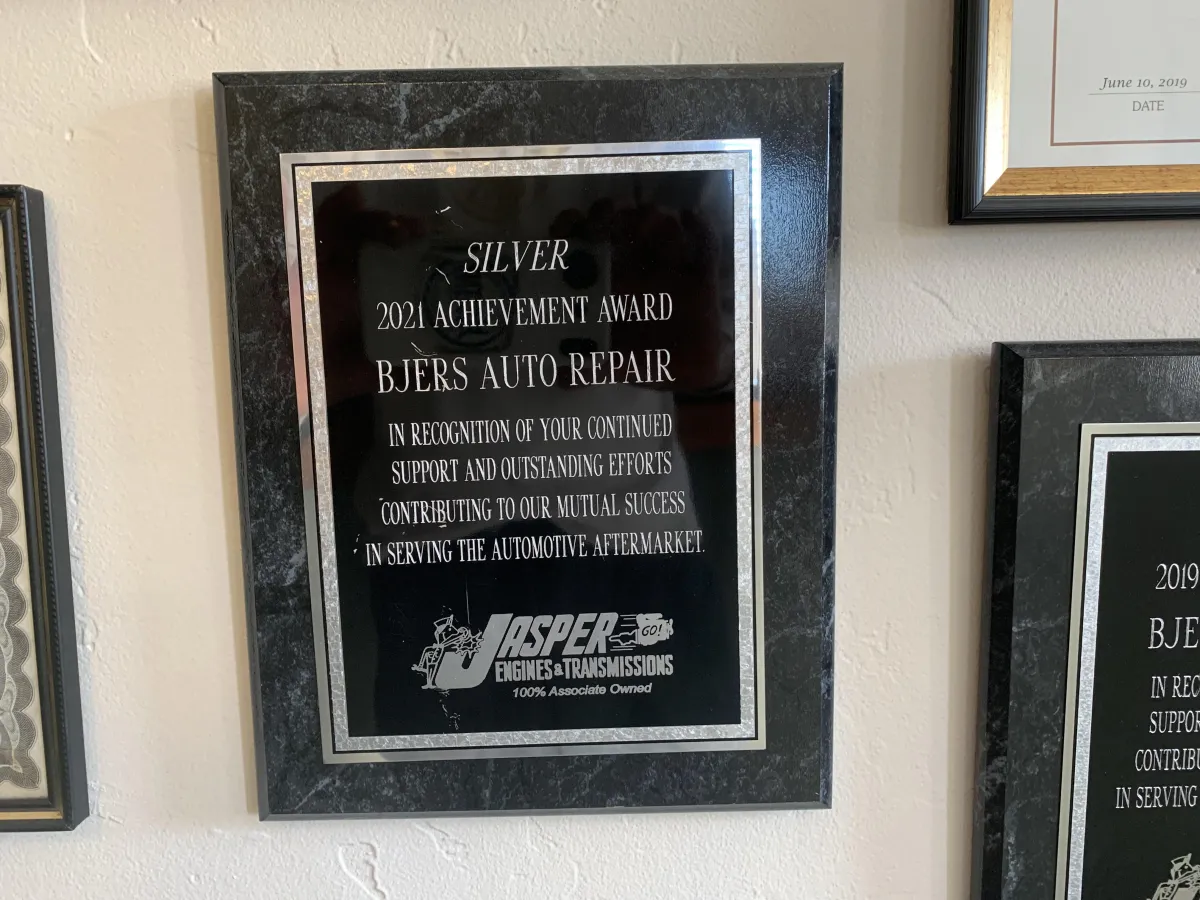 SILVER
2021 ACHIEVEMENT AWARD
BJERS AUTO REPAIR
IN RECOGNITION OF YOUR CONTINUED
SUPPORT AND OUTSTANDING EFFORTS
CONTRIBUTING TO OUR MUTUAL SUCCESS
IN SERVING THE AUTOMOTIVE AFTERMARKET.
JASPER GO!
ENGINES & TRANSMISSIONS
100% Associate Owned
June 10, 2019
DATE
2019
BJE
IN REC
SUPPOR
CONTRIBU
IN SERVING